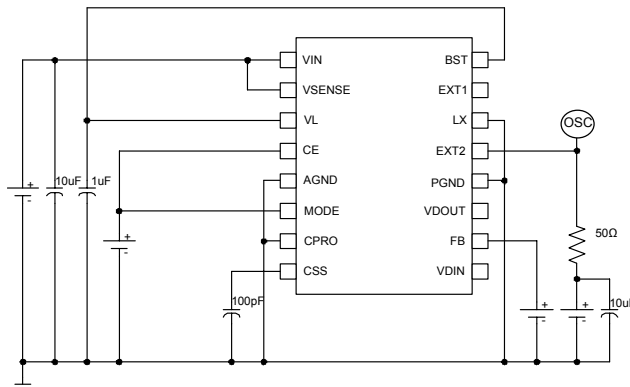 VIN
BST
VSENSE
EXT1
VL
LX
OSC
CE
EXT2
10uF
1uF
AGND
PGND
MODE
VDOUT
50Ω
CPRO
FB
CSS
VDIN
100pF
10u
+
-
+
-
+
-
+
-